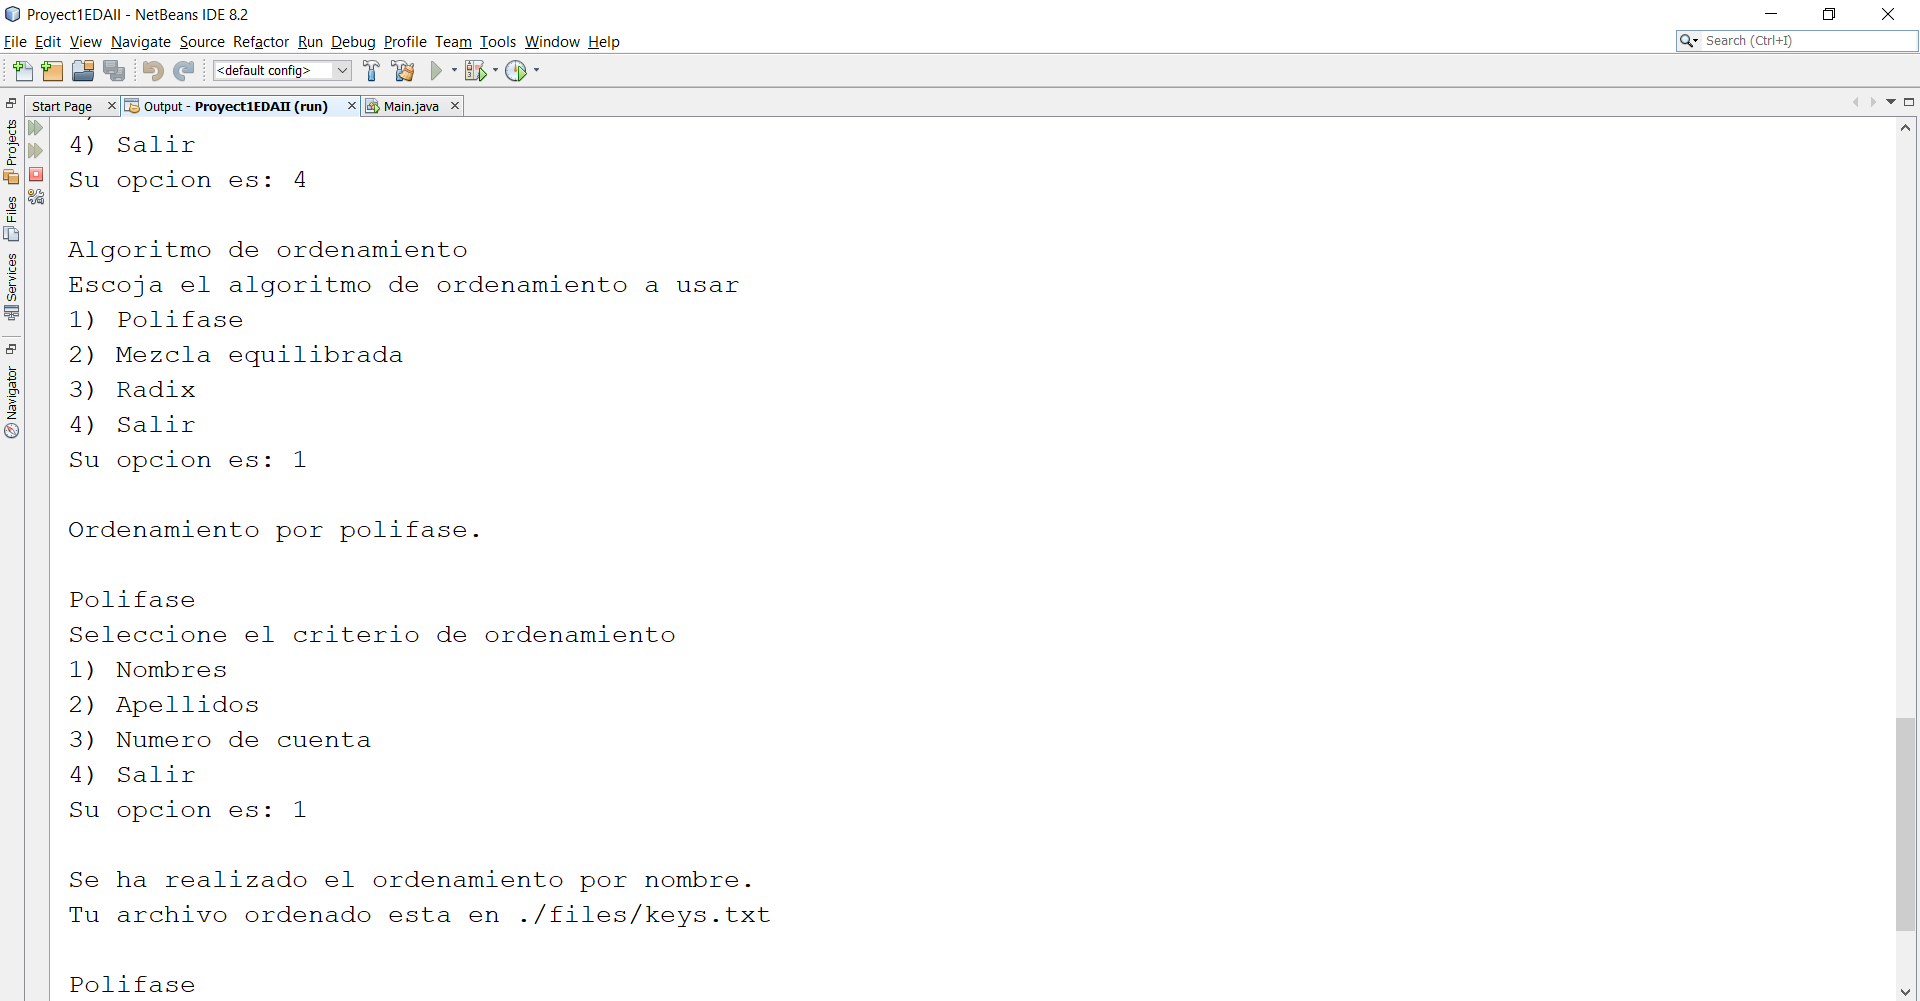 Proyect1EDAII - NetBeans IDE 8.2
File Edit View Navigate Source Refactor Run Debug Profile Team Tools Window Help
Search (Ctrl+I)
<default config>
Start Page
Output - Proyect1EDAII (run)
Main.java
Projects
Files
Services
Navigator
4) Salir
Su opcion es: 4
Algoritmo de ordenamiento
Escoja el algoritmo de ordenamiento a usar
1) Polifase
2) Mezcla equilibrada
3) Radix
4) Salir
Su opcion es: 1
Ordenamiento por polifase.
Polifase
Seleccione el criterio de ordenamiento
1) Nombres
2) Apellidos
3) Numero de cuenta
4) Salir
Su opcion es: 1
Se ha realizado el ordenamiento por nombre.
Tu archivo ordenado esta en ./files/keys.txt
Polifase